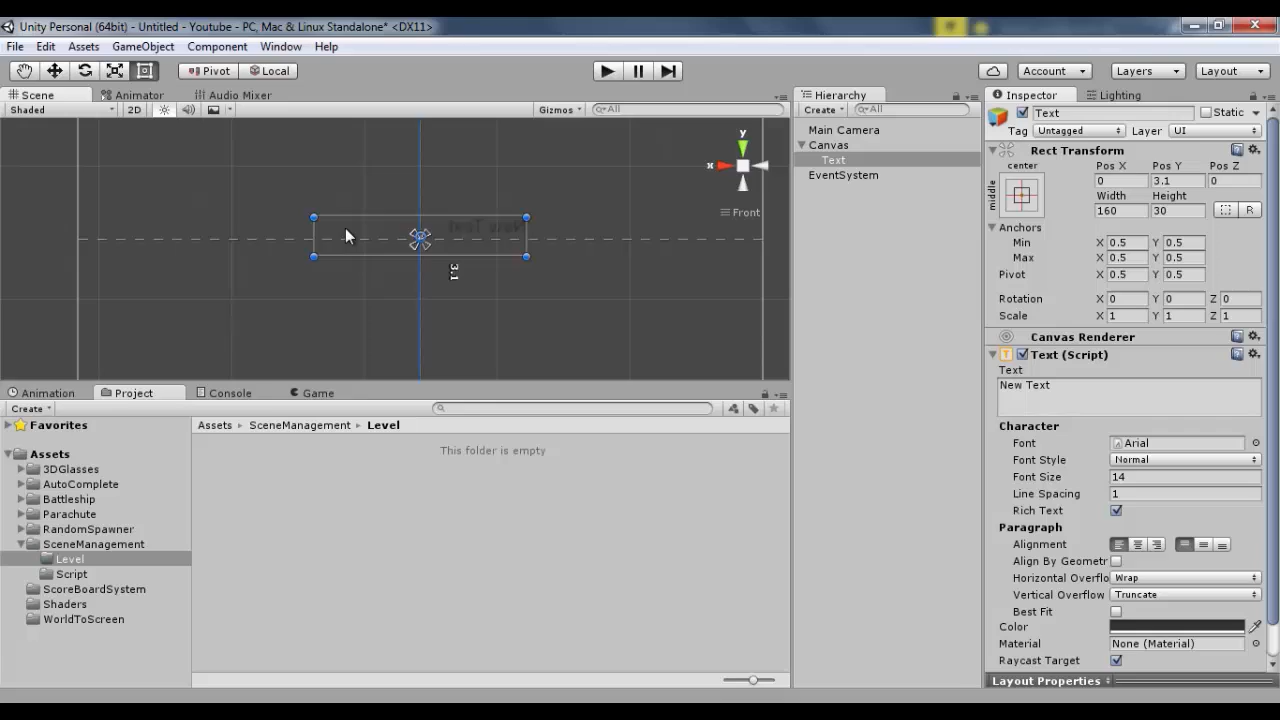 Unity Personal (64bit) - Untitled - Youtube - PC, Mac & Linux Standalone* <DX11>
File Edit Assets GameObject Component Window Help
Pivot Local Account Layers Layout
Scene Animator Audio Mixer
Shaded 2D Gizmos All
y
x
Front
New Text
3.1
Hierarchy
Create All
Main Camera
Canvas
Text
EventSystem
Animation Project Console Game
Create
Favorites
Assets
3DGlasses
AutoComplete
Battleship
Parachute
RandomSpawner
SceneManagement
Level
Script
ScoreBoardSystem
Shaders
WorldToScreen
Assets SceneManagement Level
This folder is empty
Inspector Lighting
Text Static
Tag Untagged Layer UI
Rect Transform
center Pos X Pos Y Pos Z
middle 0 3.1 0
Width Height
160 30 R
Anchors
Min X 0.5 Y 0.5
Max X 0.5 Y 0.5
Pivot X 0.5 Y 0.5
Rotation X 0 Y 0 Z 0
Scale X 1 Y 1 Z 1
Canvas Renderer
Text (Script)
Text
New Text
Character
Font Arial
Font Style Normal
Font Size 14
Line Spacing 1
Rich Text
Paragraph
Alignment
Align By Geometr
Horizontal Overflo Wrap
Vertical Overflow Truncate
Best Fit
Color
Material None (Material)
Raycast Target
Layout Properties